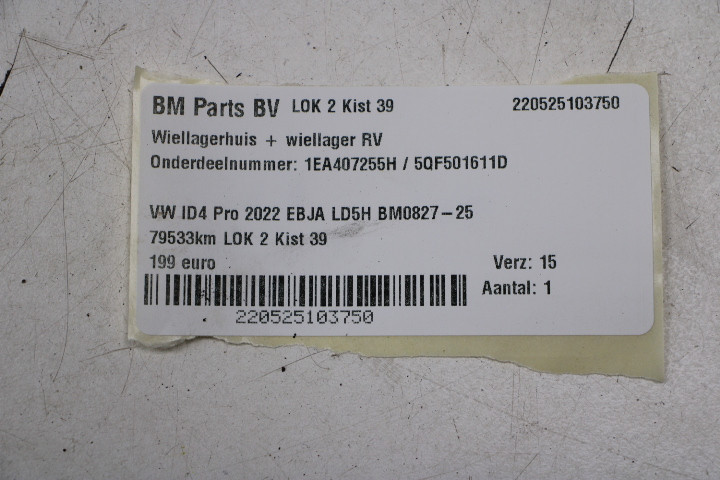 BM Parts BV LOK 2 Kist 39 220525103750
Wiellagerhuis + wiellager RV
Onderdeelnummer: 1EA407255H / 5QF501611D
VW ID4 Pro 2022 EBJA LD5H BM0827-25
79533km LOK 2 Kist 39
199 euro Verz: 15
Aantal: 1
220525103750